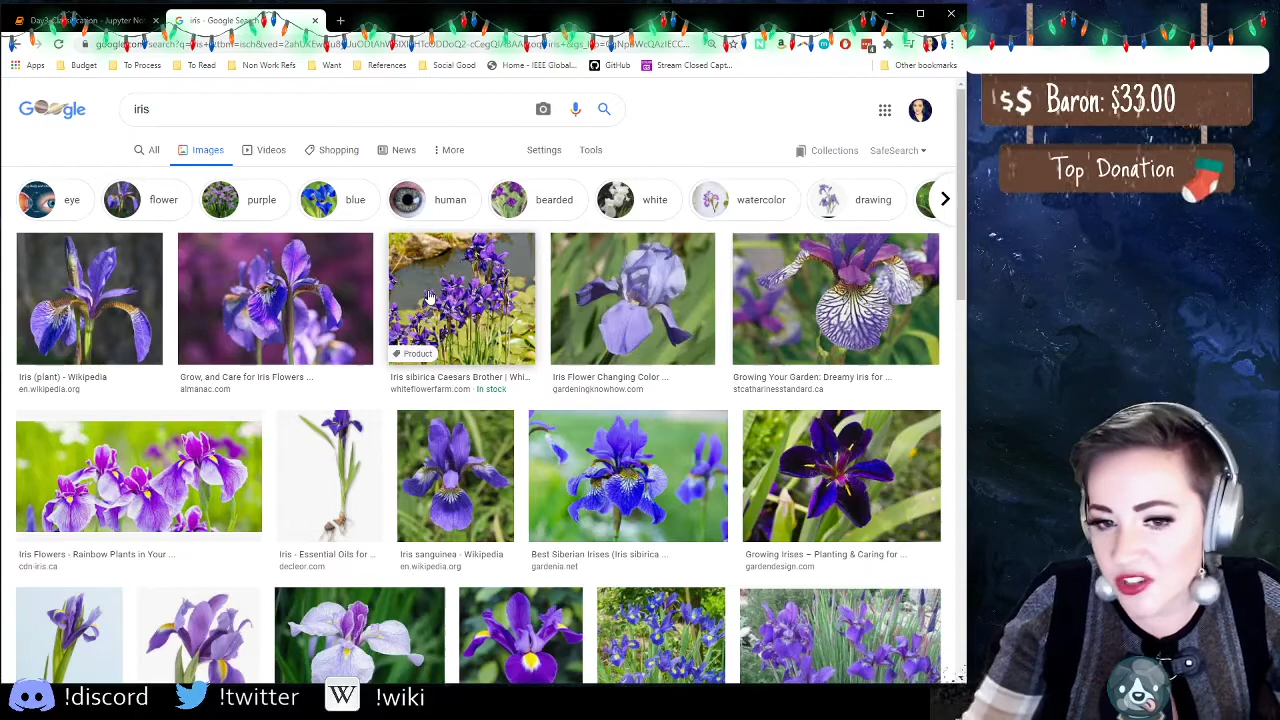 Day3-Classification - Jupyter Not
iris - Google Search
Apps
Budget
To Process
To Read
Non Work Refs
Want
References
Social Good
Home - IEEE Global...
GitHub
Stream Closed Capt...
Other bookmarks
Google
iris
All
Images
Videos
Shopping
News
More
Settings
Tools
Collections
SafeSearch
eye
flower
purple
blue
human
bearded
white
watercolor
drawing
Product
Iris (plant) - Wikipedia
en.wikipedia.org
Grow, and Care for Iris Flowers ...
almanac.com
Iris sibirica Caesars Brother | Whi...
whiteflowerfarm.com · In stock
Iris Flower Changing Color ...
gardeningknowhow.com
Growing Your Garden: Dreamy iris for ...
stcatharinesstandard.ca
Iris Flowers - Rainbow Plants in Your ...
cdn-iris.ca
Iris - Essential Oils for ...
decleor.com
Iris sanguinea - Wikipedia
en.wikipedia.org
Best Siberian Irises (Iris sibirica ...
gardenia.net
Growing Irises – Planting & Caring for ...
gardendesign.com
$$ Baron: $33.00
Top Donation
!discord
!twitter
W !wiki